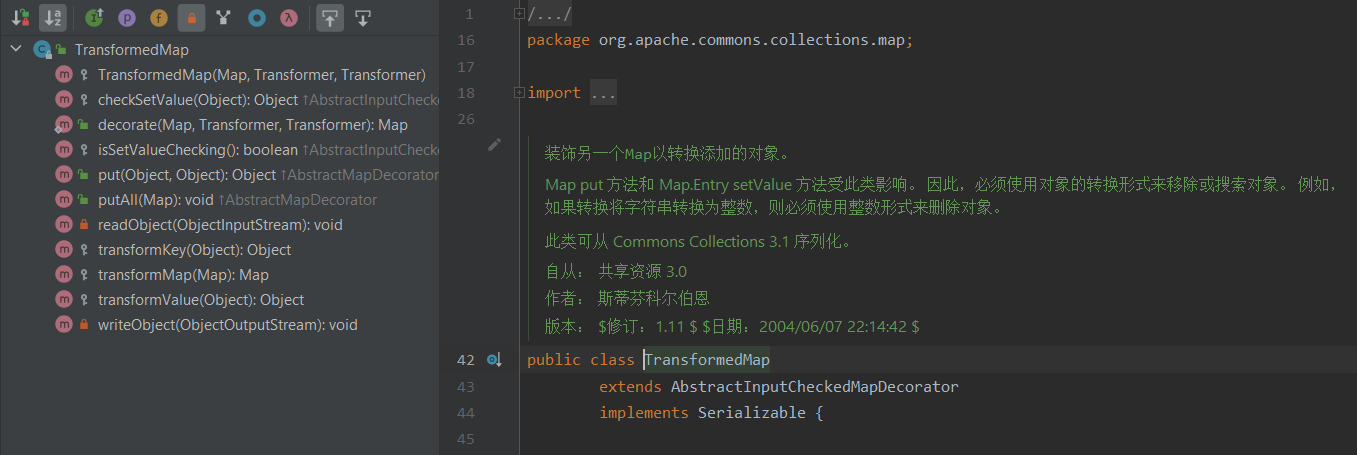 TransformedMap
TransformedMap(Map, Transformer, Transformer)
checkSetValue(Object): Object ↑AbstractInputChecke
decorate(Map, Transformer, Transformer): Map
isSetValueChecking(): boolean ↑AbstractInputChecke
put(Object, Object): Object ↑AbstractMapDecorator
putAll(Map): void ↑AbstractMapDecorator
readObject(ObjectInputStream): void
transformKey(Object): Object
transformMap(Map): Map
transformValue(Object): Object
writeObject(ObjectOutputStream): void
1 /.../
16 package org.apache.commons.collections.map;
17
18 import ...
26
装饰另一个Map以转换添加的对象。
Map put 方法和 Map.Entry setValue 方法受此类影响。 因此，必须使用对象的转换形式来移除或搜索对象。 例如，
如果转换将字符串转换为整数，则必须使用整数形式来删除对象。
此类可从 Commons Collections 3.1 序列化。
自从： 共享资源 3.0
作者： 斯蒂芬科尔伯恩
版本： $修订：1.11 $ $日期：2004/06/07 22:14:42 $
42 public class TransformedMap
43 extends AbstractInputCheckedMapDecorator
44 implements Serializable {
45